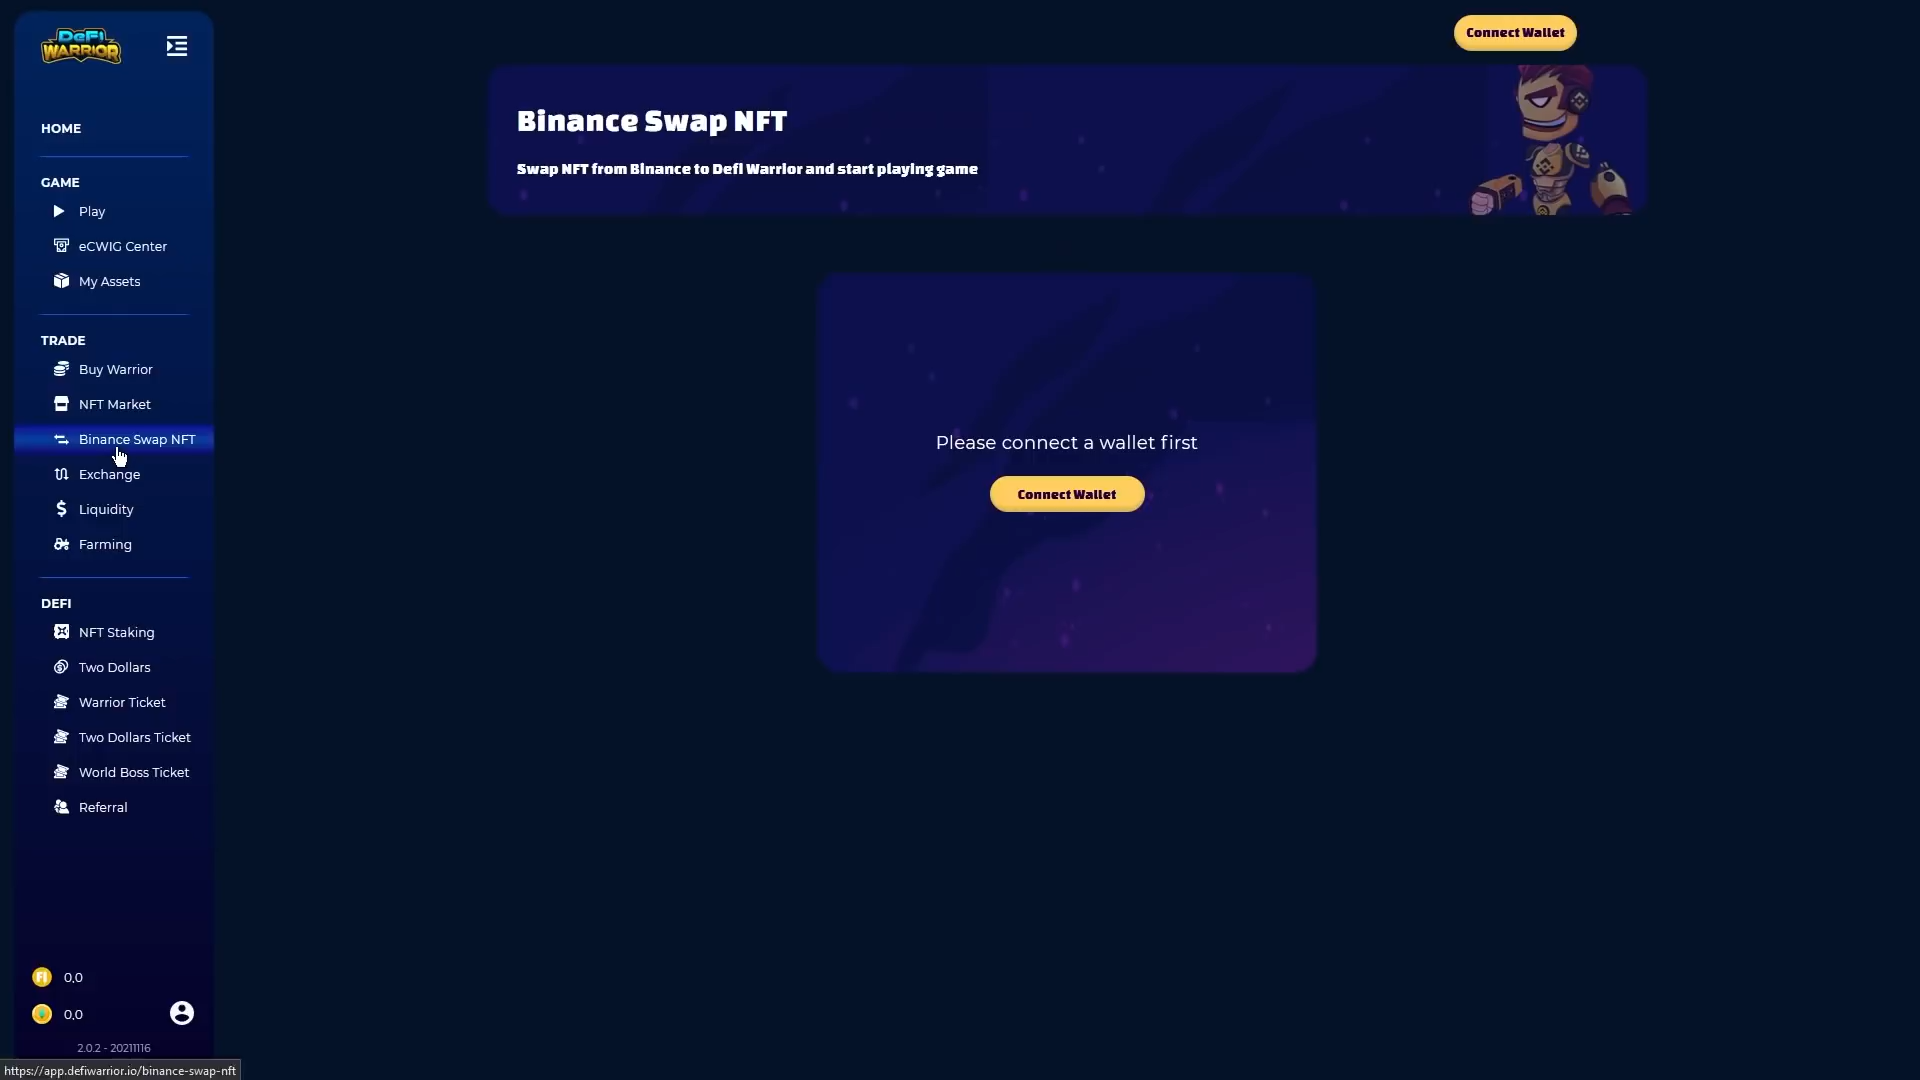 DeFi
WARRIOR
Connect Wallet
HOME
GAME
Play
eCWIG Center
My Assets
TRADE
Buy Warrior
NFT Market
Binance Swap NFT
Exchange
Liquidity
Farming
DEFI
NFT Staking
Two Dollars
Warrior Ticket
Two Dollars Ticket
World Boss Ticket
Referral
FI
0,0
0,0
2.0.2 - 20211116
https://app.defiwarrior.io/binance-swap-nft
Binance Swap NFT
Swap NFT from Binance to Defi Warrior and start playing game
Please connect a wallet first
Connect Wallet